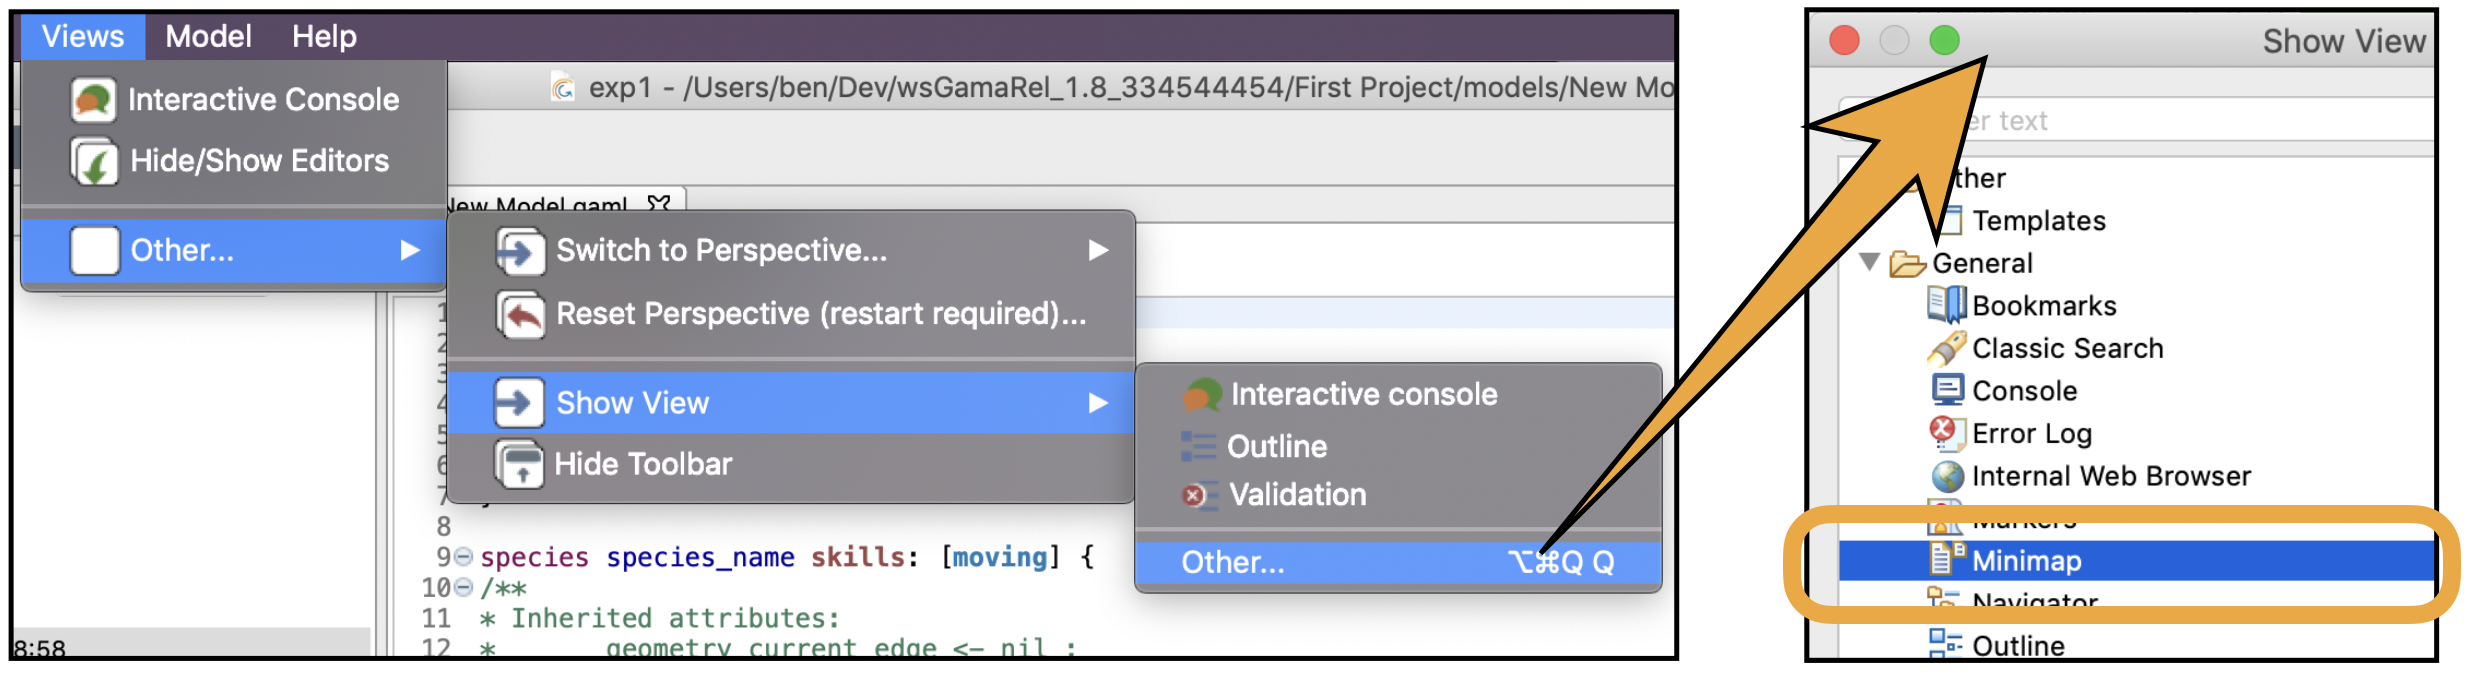 Views Model Help
Interactive Console
Hide/Show Editors
Other...
exp1 - /Users/ben/Dev/wsGamaRel_1.8_334544454/First Project/models/New Mo
New Model.gaml
Switch to Perspective...
Reset Perspective (restart required)...
Show View
Hide Toolbar
Interactive console
Outline
Validation
Other... ⌥⌘Q Q
1
2
3
4
5
6
7
8
9 species species_name skills: [moving] {
10 /**
11 * Inherited attributes:
12 * geometry current_edge <- nil ;
8:58
Show View
er text
ther
Templates
General
Bookmarks
Classic Search
Console
Error Log
Internal Web Browser
Markers
Minimap
Navigator
Outline